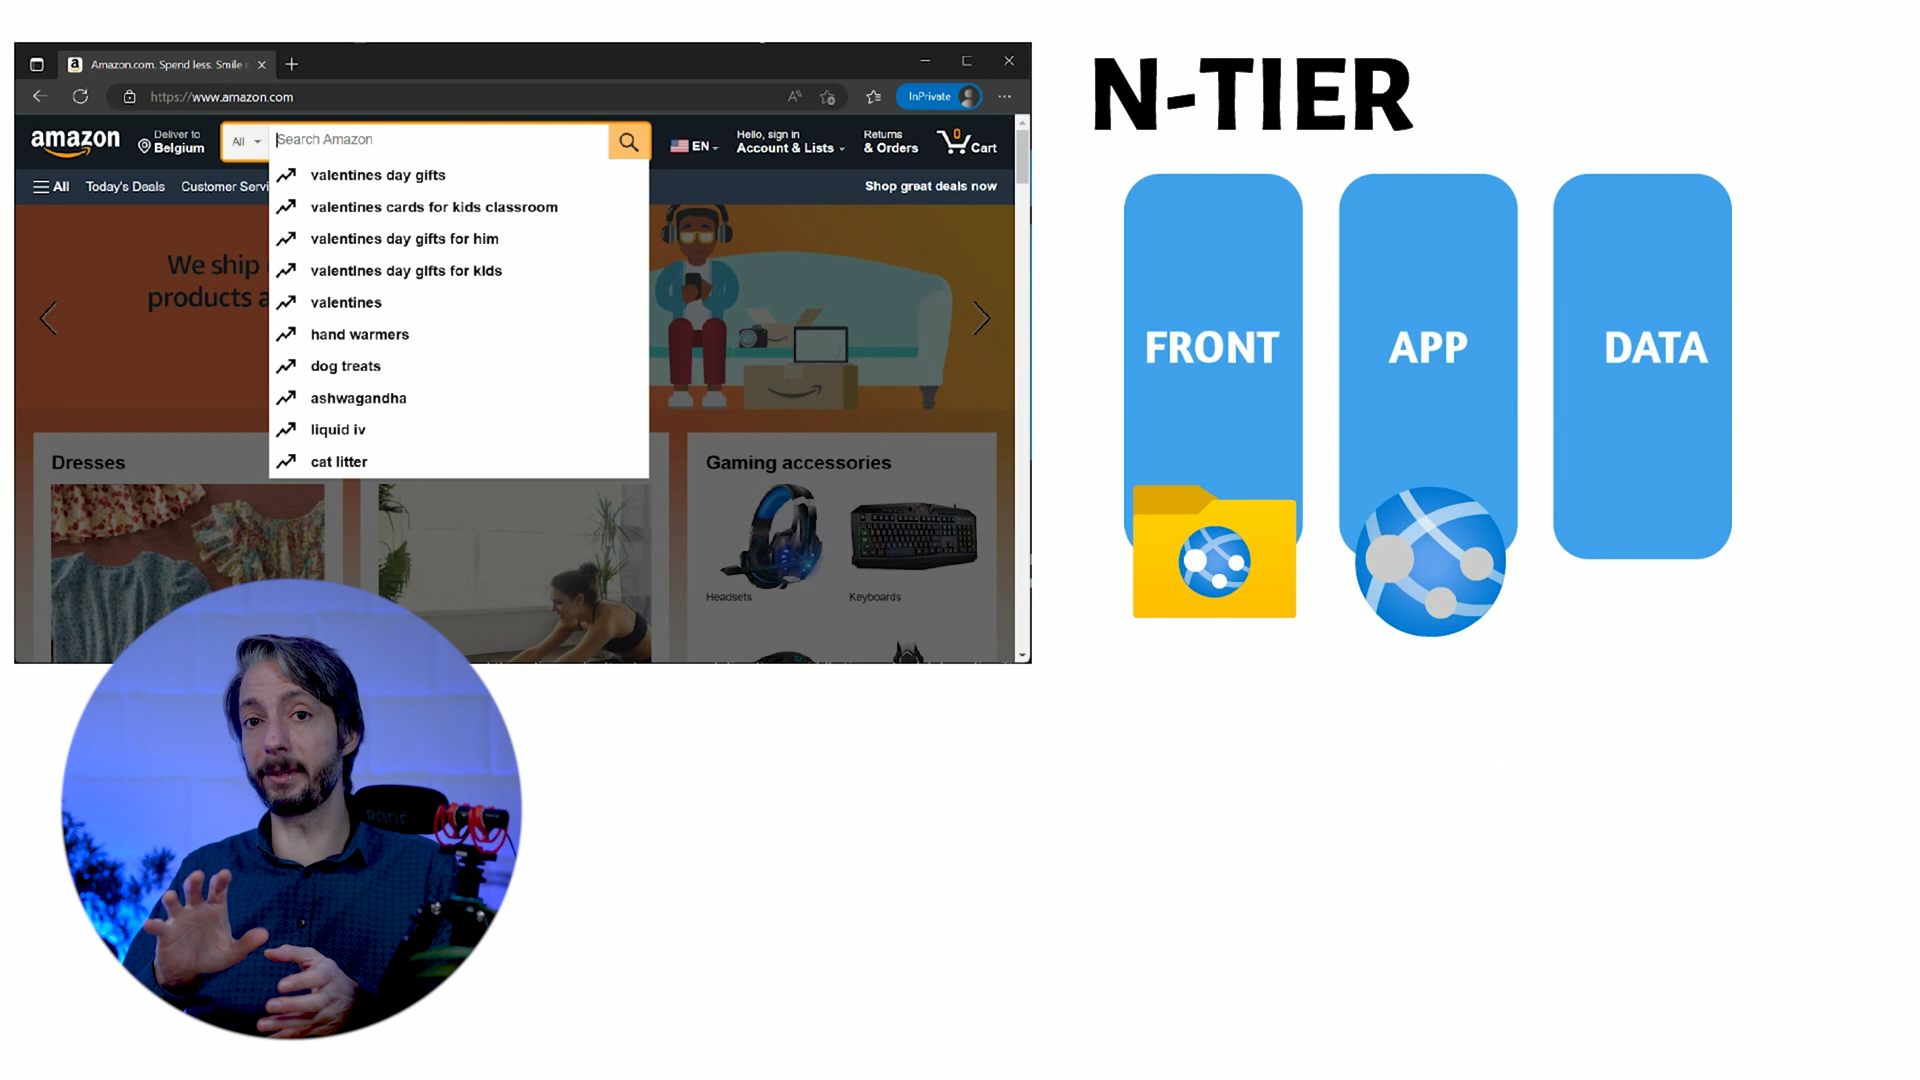 Amazon.com. Spend less. Smile
https://www.amazon.com
InPrivate
amazon
Deliver to
Belgium
All
Search Amazon
EN
Hello, sign in
Account & Lists
Returns
& Orders
0
Cart
All
Today's Deals
Customer Servi
Shop great deals now
valentines day gifts
valentines cards for kids classroom
valentines day gifts for him
valentines day gifts for kids
valentines
hand warmers
dog treats
ashwagandha
liquid iv
cat litter
We ship
products a
Dresses
Gaming accessories
Headsets
Keyboards
N-TIER
FRONT
APP
DATA